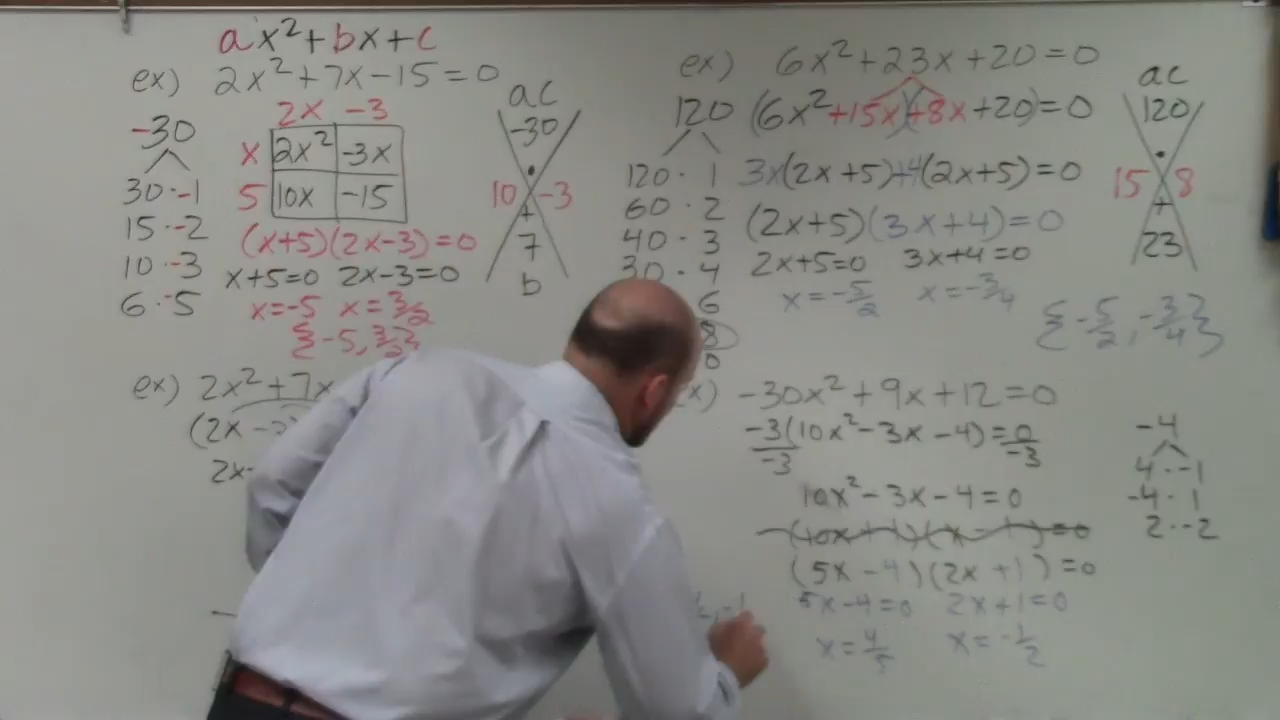 ax²+bx+c
ex) 2x²+7x-15=0
2x -3
-30
x 2x² -3x
5 10x -15
30·-1
15·-2
10·-3
6·-5
(x+5)(2x-3)=0
x+5=0 2x-3=0
x=-5 x=3/2
{-5, 3/2}
ac
-30
·
10 -3
+
7
b
ex) 2x²+7x
(2x-
2x-
ex) 6x²+23x+20=0
120 (6x²+15x)(+8x+20)=0
120·1 3x(2x+5)+4(2x+5)=0
60·2 (2x+5)(3x+4)=0
40·3 2x+5=0 3x+4=0
30·4 x=-5/2 x=-3/4
6
8
0
{-5/2, -3/4}
ac
120
·
15 8
+
23
x) -30x²+9x+12=0
-3(10x²-3x-4)=0
-3 -3
10x²-3x-4=0
(5x-4)(2x+1)=0
5x-4=0 2x+1=0
x=4/5 x=-1/2
-4
4·-1
-4·1
2·-2